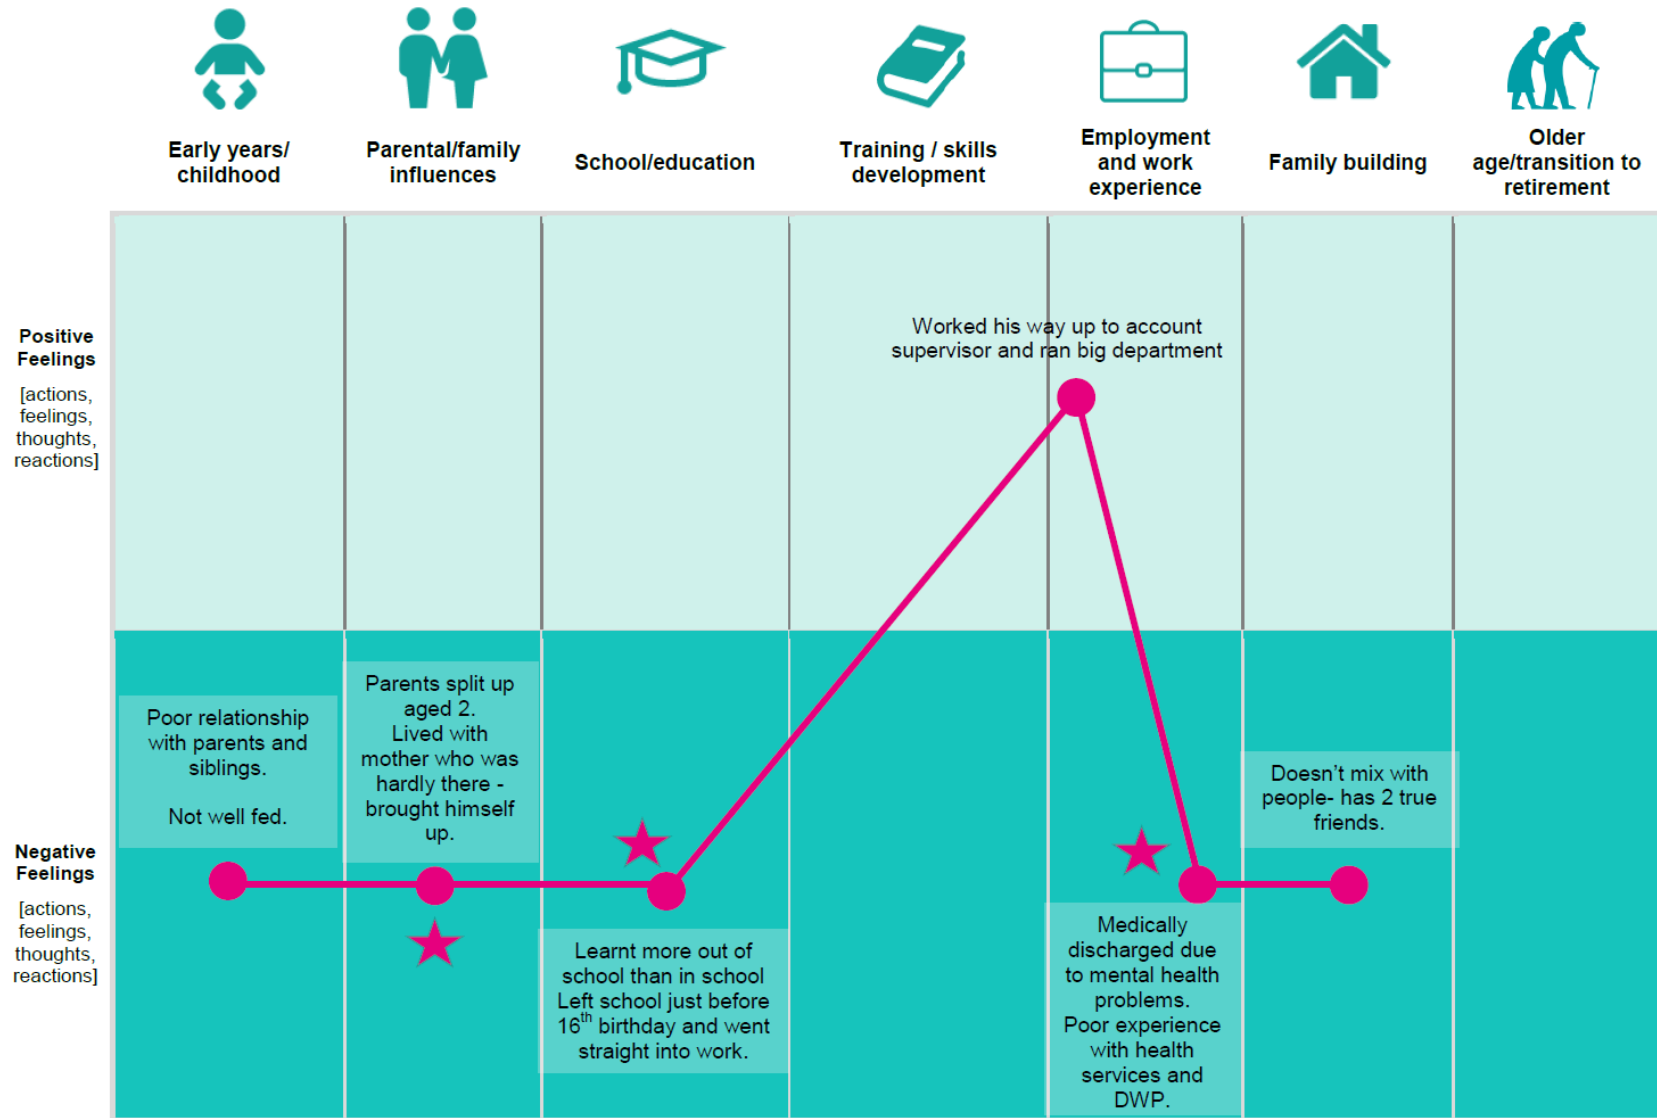 Early years/
childhood
Parental/family
influences
School/education
Training / skills
development
Employment
and work
experience
Family building
Older
age/transition to
retirement
Positive
Feelings
[actions,
feelings,
thoughts,
reactions]
Worked his way up to account
supervisor and ran big department
Negative
Feelings
[actions,
feelings,
thoughts,
reactions]
Poor relationship
with parents and
siblings.
Not well fed.
Parents split up
aged 2.
Lived with
mother who was
hardly there -
brought himself
up.
Learnt more out of
school than in school
Left school just before
16th birthday and went
straight into work.
Medically
discharged due
to mental health
problems.
Poor experience
with health
services and
DWP.
Doesn't mix with
people- has 2 true
friends.